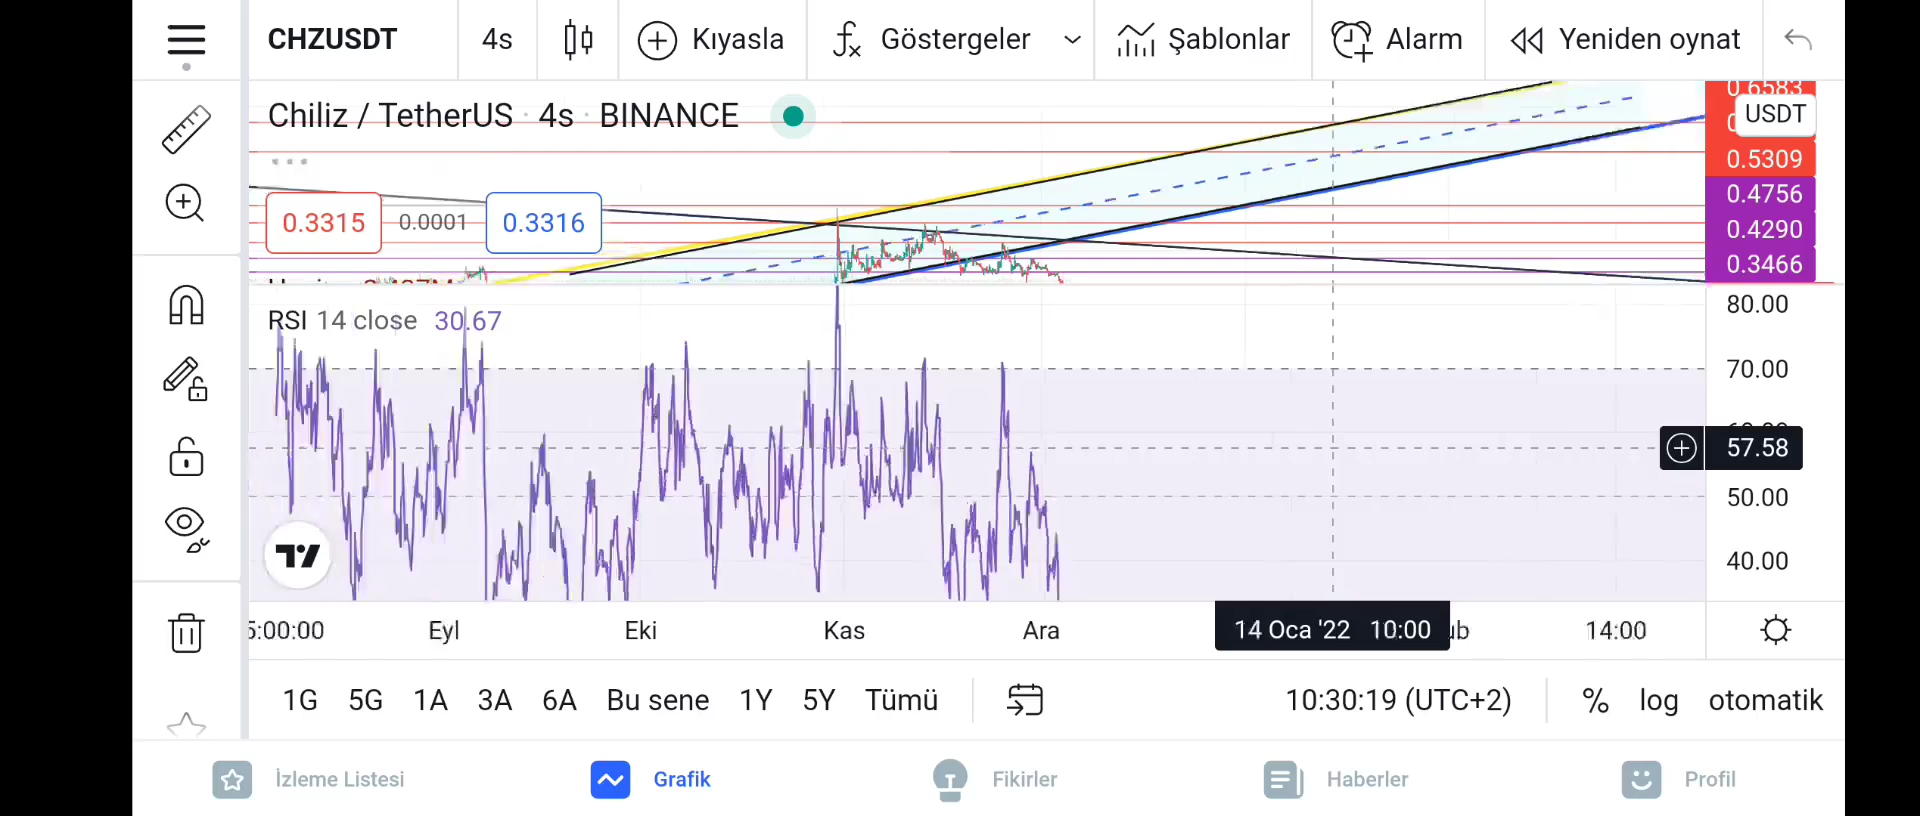 CHZUSDT 4s Kıyasla Göstergeler Şablonlar Alarm Yeniden oynat
Chiliz / TetherUS · 4s · BINANCE
0.6583
USDT
0.5309
0.4756
0.3315 0.0001 0.3316
0.4290
0.3466
80.00
RSI 14 close 30.67
70.00
57.58
50.00
40.00
5:00:00 Eyl Eki Kas Ara 14 Oca '22 10:00 14:00
1G 5G 1A 3A 6A Bu sene 1Y 5Y Tümü 10:30:19 (UTC+2) % log otomatik
İzleme Listesi Grafik Fikirler Haberler Profil